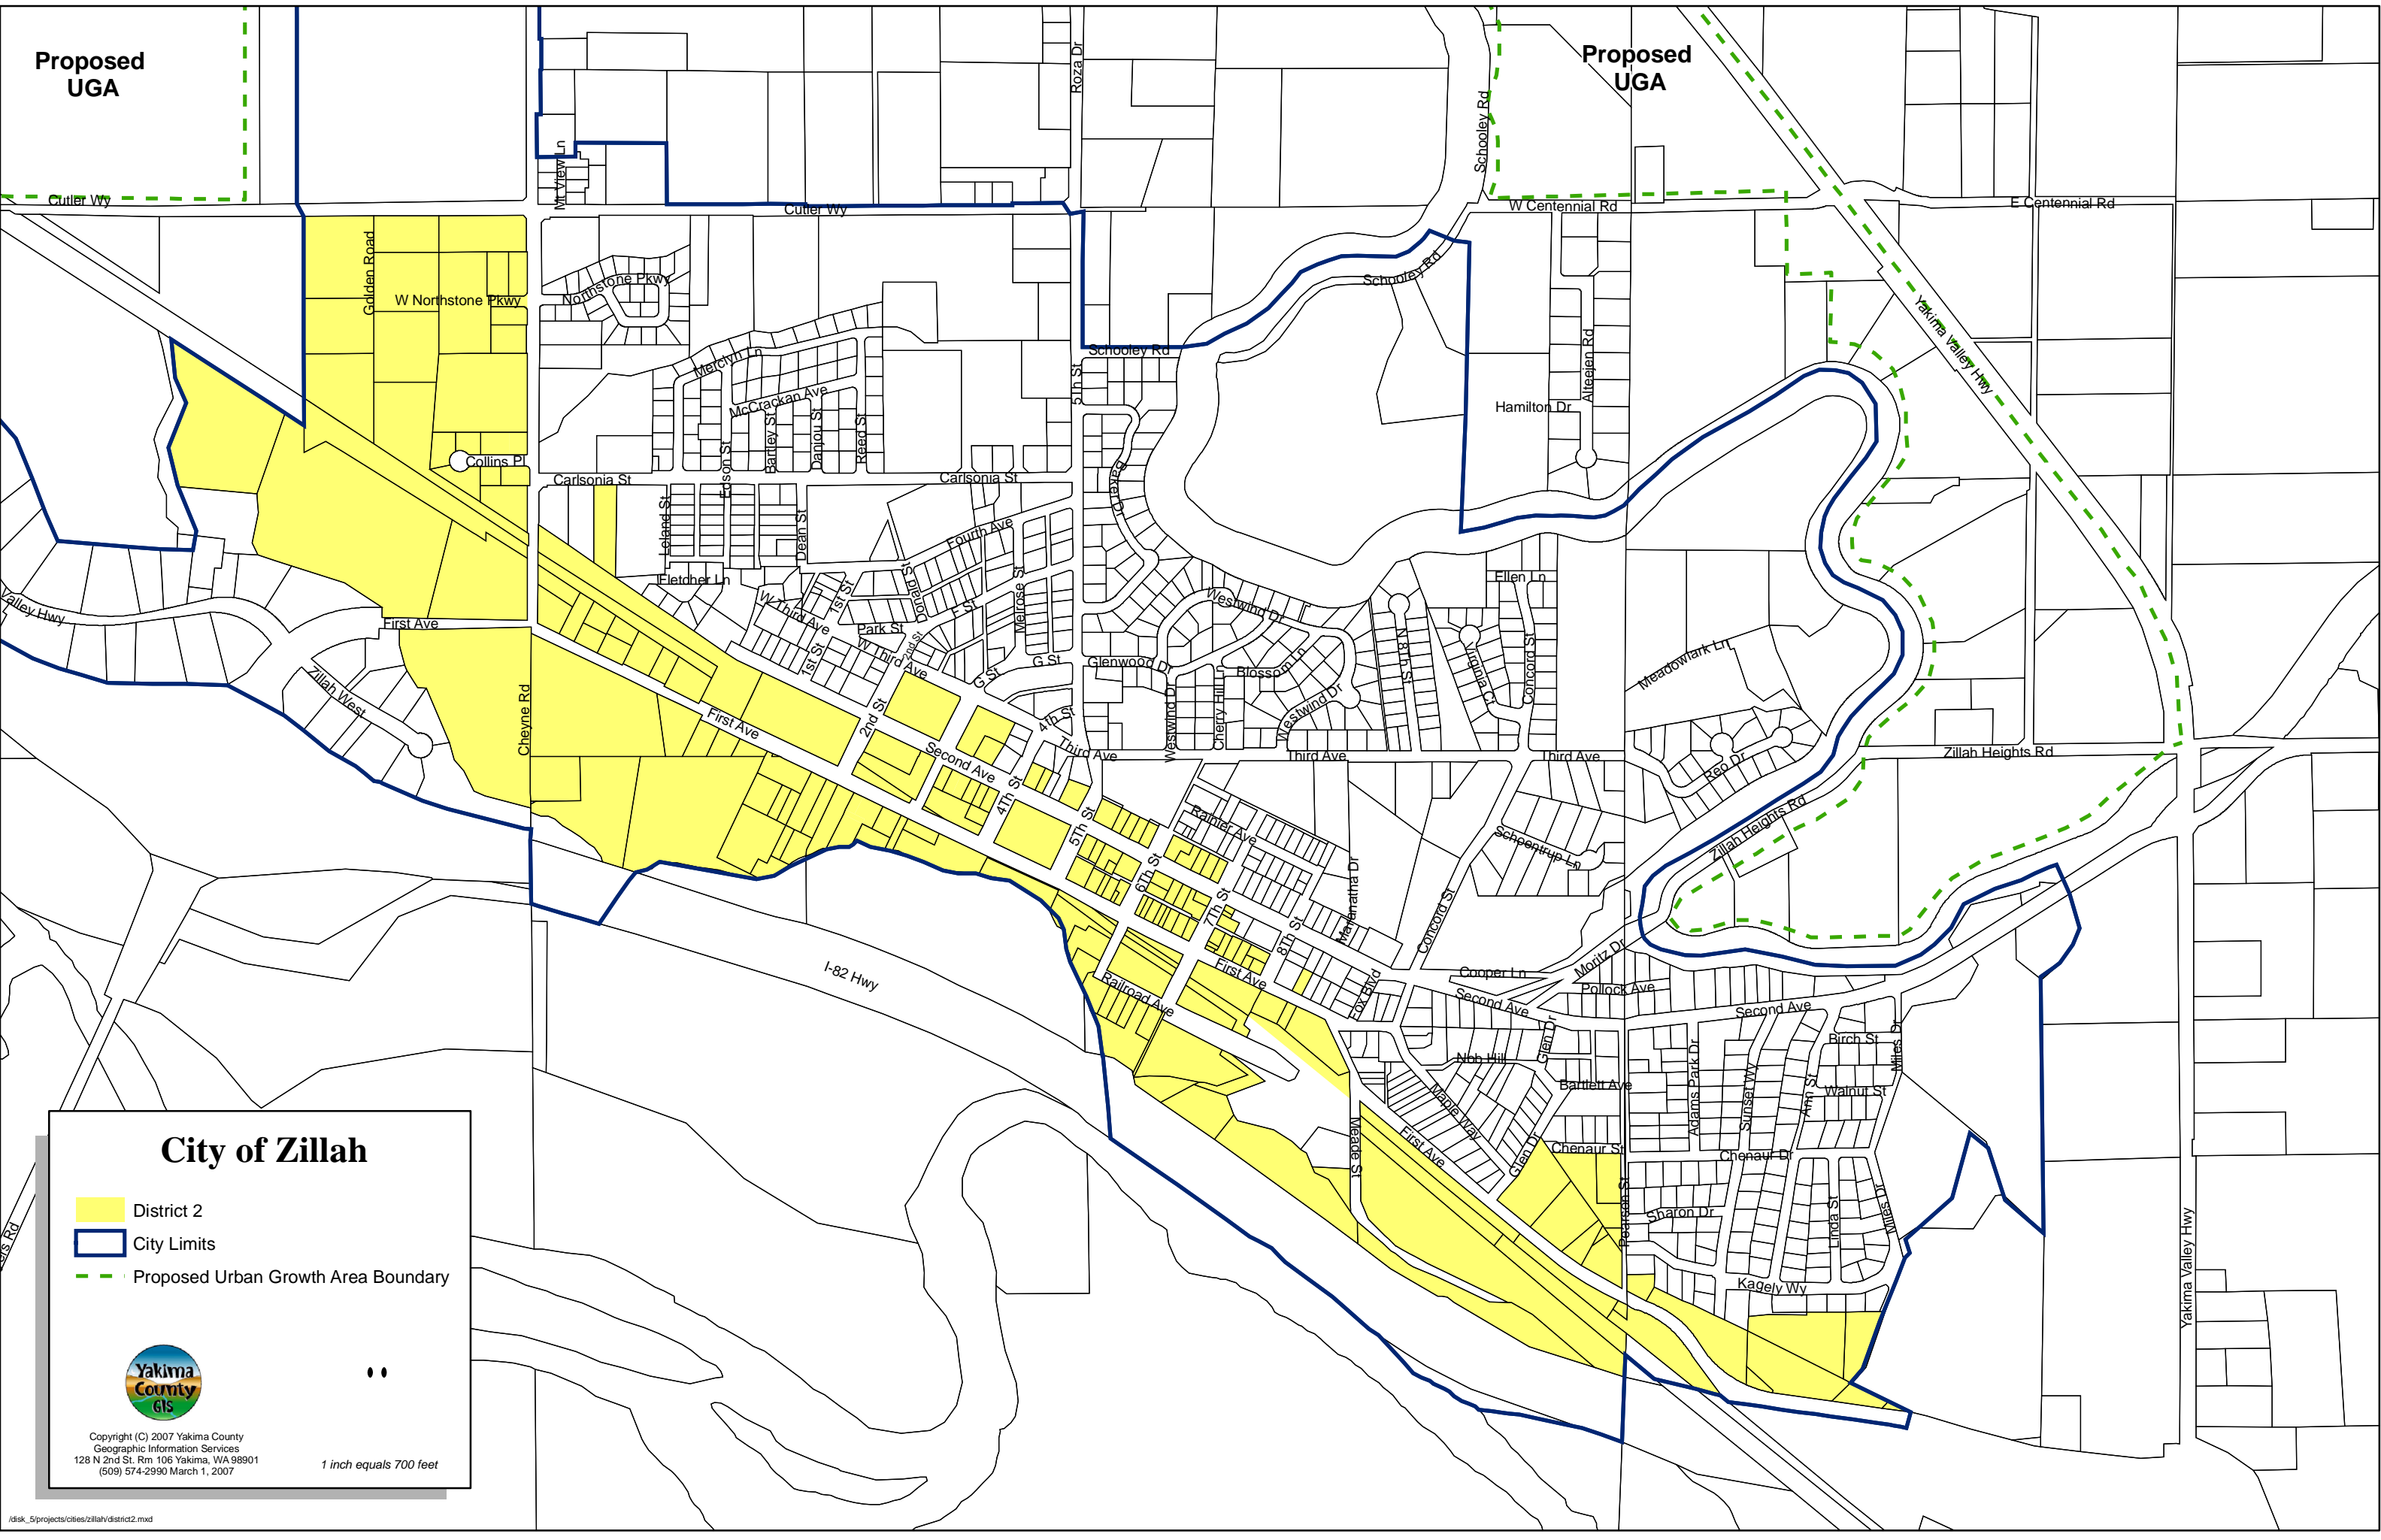 Proposed
UGA
Proposed
UGA
Roza Dr
Schooley Rd
Mt View Ln
Cutler Wy
Cutler Wy
W Centennial Rd
E Centennial Rd
Golden Road
W Northstone Pkwy
Northstone Pkwy
Schooley Rd
Yakima Valley Hwy
Merclyn Ln
Schooley Rd
5th St
Alteejen Rd
McCrackan Ave
Hamilton Dr
Bartley St
Danjou St
Reed St
Edson St
Collins Pl
Carlsonia St
Carlsonia St
Baker Dr
Leland St
Dean St
Fourth Ave
Fletcher Ln
Ellen Ln
Valley Hwy
First Ave
W Third Ave
1st St
Donald St
F St
Melrose St
Westwind Dr
Park St
2nd St
W Third Ave
1st St
G St
G St
Glenwood Dr
Blossom Ln
N 8th St
Virginia Ct
Concord St
Meadowlark Ln
Zillah West
Cheyne Rd
First Ave
2nd St
4th St
Westwind Dr
Cherry Hill Ln
Westwind Dr
Second Ave
Third Ave
Third Ave
Third Ave
Reo Dr
Zillah Heights Rd
4Th St
5Th St
Rainier Ave
Schoentrup Ln
Zillah Heights Rd
6Th St
7Th St
8Th St
Maranatha Dr
Concord St
I-82 Hwy
Railroad Ave
First Ave
Fox Blvd
Cooper Ln
Moritz Dr
Second Ave
Pollock Ave
Second Ave
Nob Hill
Glen Dr
Birch St
Miles Dr
Maple Way
Bartlett Ave
Adams Park Dr
Sunset Wy
Ann St
Walnut St
Meade St
First Ave
Glen Dr
Chenaur St
Chenaur Dr
Pearson St
Sharon Dr
Linda St
Miles Dr
Kagely Wy
Yakima Valley Hwy
City of Zillah
District 2
City Limits
Proposed Urban Growth Area Boundary
Yakima
County
GIS
Copyright (C) 2007 Yakima County
Geographic Information Services
128 N 2nd St. Rm 106 Yakima, WA 98901
(509) 574-2990 March 1, 2007
1 inch equals 700 feet
/disk_5/projects/cities/zillah/district2.mxd